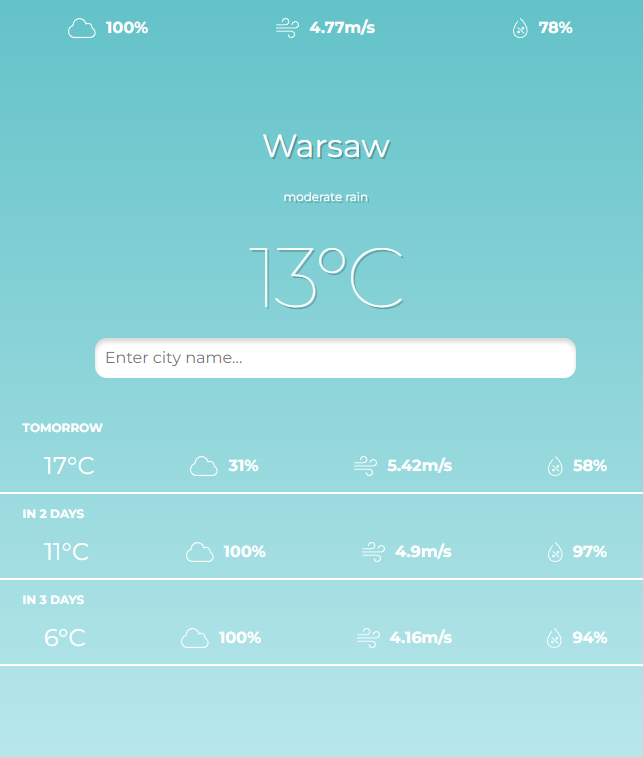 100% 4.77m/s 78%
Warsaw
moderate rain
13°C
Enter city name...
TOMORROW
17°C 31% 5.42m/s 58%
IN 2 DAYS
11°C 100% 4.9m/s 97%
IN 3 DAYS
6°C 100% 4.16m/s 94%